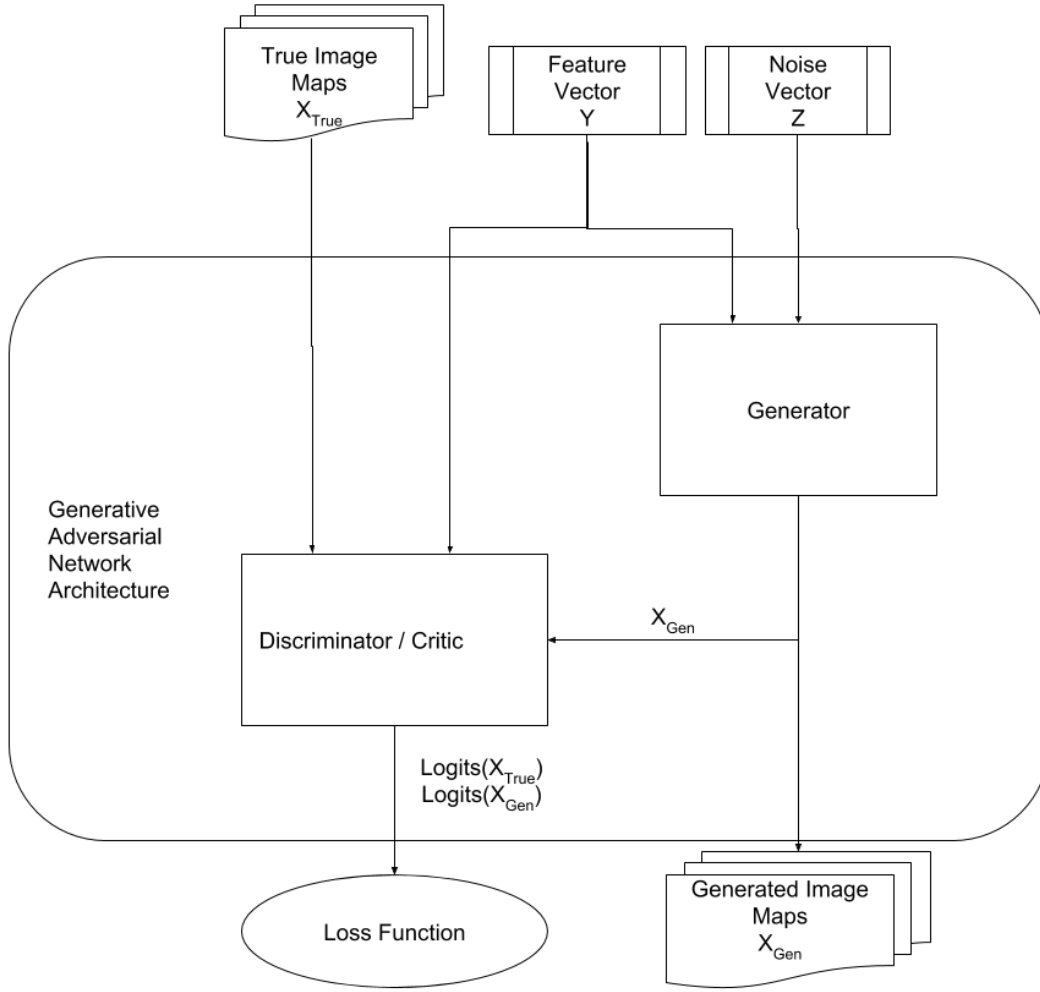 True Image
Maps
X_True
Feature
Vector
Y
Noise
Vector
Z
Generator
Generative
Adversarial
Network
Architecture
X_Gen
Discriminator / Critic
Logits(X_True)
Logits(X_Gen)
Loss Function
Generated Image
Maps
X_Gen